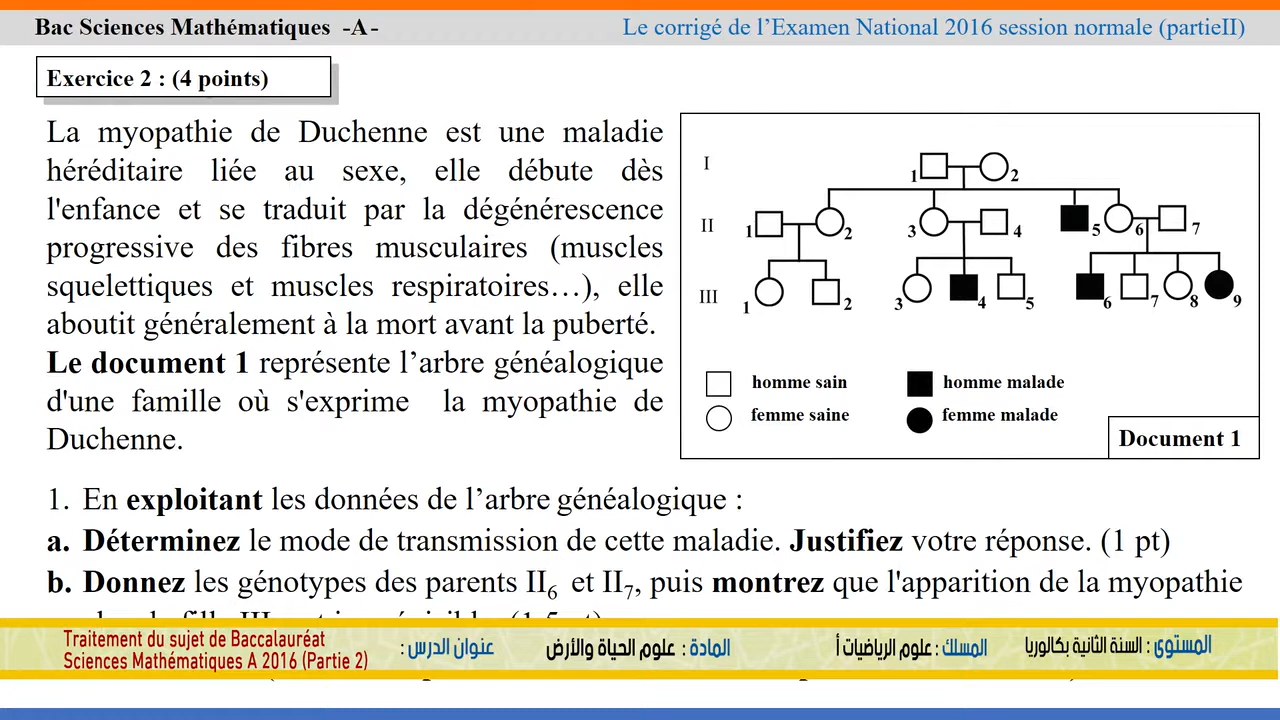 Bac Sciences Mathématiques -A-
Le corrigé de l'Examen National 2016 session normale (partieII)
Exercice 2 : (4 points)
La myopathie de Duchenne est une maladie
héréditaire liée au sexe, elle débute dès
l'enfance et se traduit par la dégénérescence
progressive des fibres musculaires (muscles
squelettiques et muscles respiratoires…), elle
aboutit généralement à la mort avant la puberté.
Le document 1 représente l'arbre généalogique
d'une famille où s'exprime la myopathie de
Duchenne.
I
1 2
II
1 2 3 4 5 6 7
III
1 2 3 4 5 6 7 8 9
homme sain
homme malade
femme saine
femme malade
Document 1
1. En exploitant les données de l'arbre généalogique :
a. Déterminez le mode de transmission de cette maladie. Justifiez votre réponse. (1 pt)
b. Donnez les génotypes des parents II6 et II7, puis montrez que l'apparition de la myopathie
Traitement du sujet de Baccalauréat
Sciences Mathématiques A 2016 (Partie 2)
عنوان الدرس :
المادة : علوم الحياة والأرض
المسلك : علوم الرياضيات أ
المستوى : السنة الثانية بكالوريا